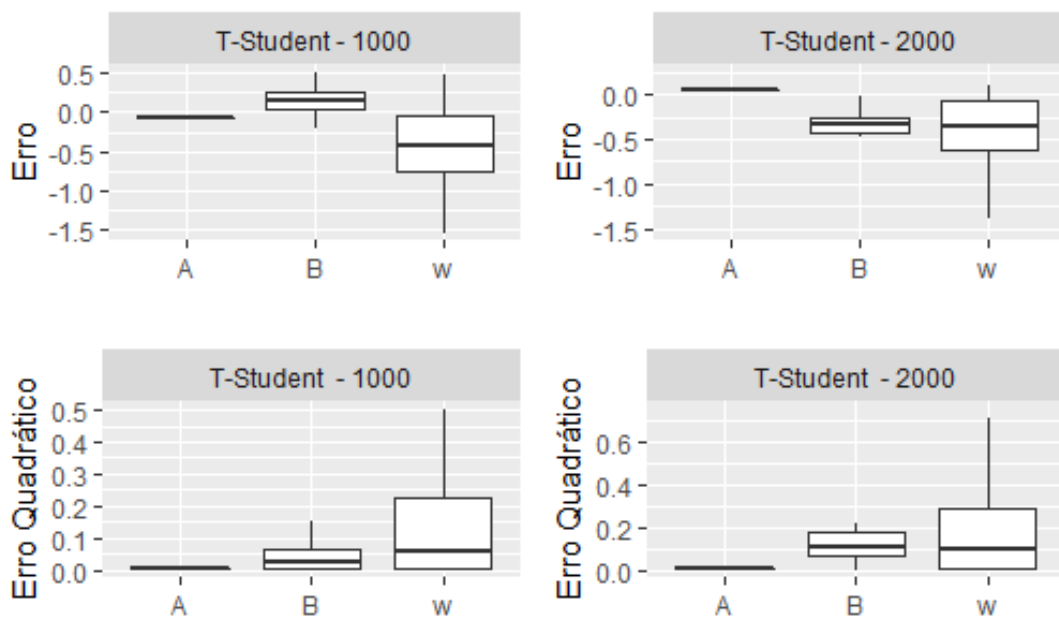 T-Student - 1000
Erro
0.5
0.0
-0.5
-1.0
-1.5
A B w
T-Student - 2000
Erro
0.0
-0.5
-1.0
-1.5
A B w
T-Student - 1000
Erro Quadrático
0.5
0.4
0.3
0.2
0.1
0.0
A B w
T-Student - 2000
Erro Quadrático
0.6
0.4
0.2
0.0
A B w